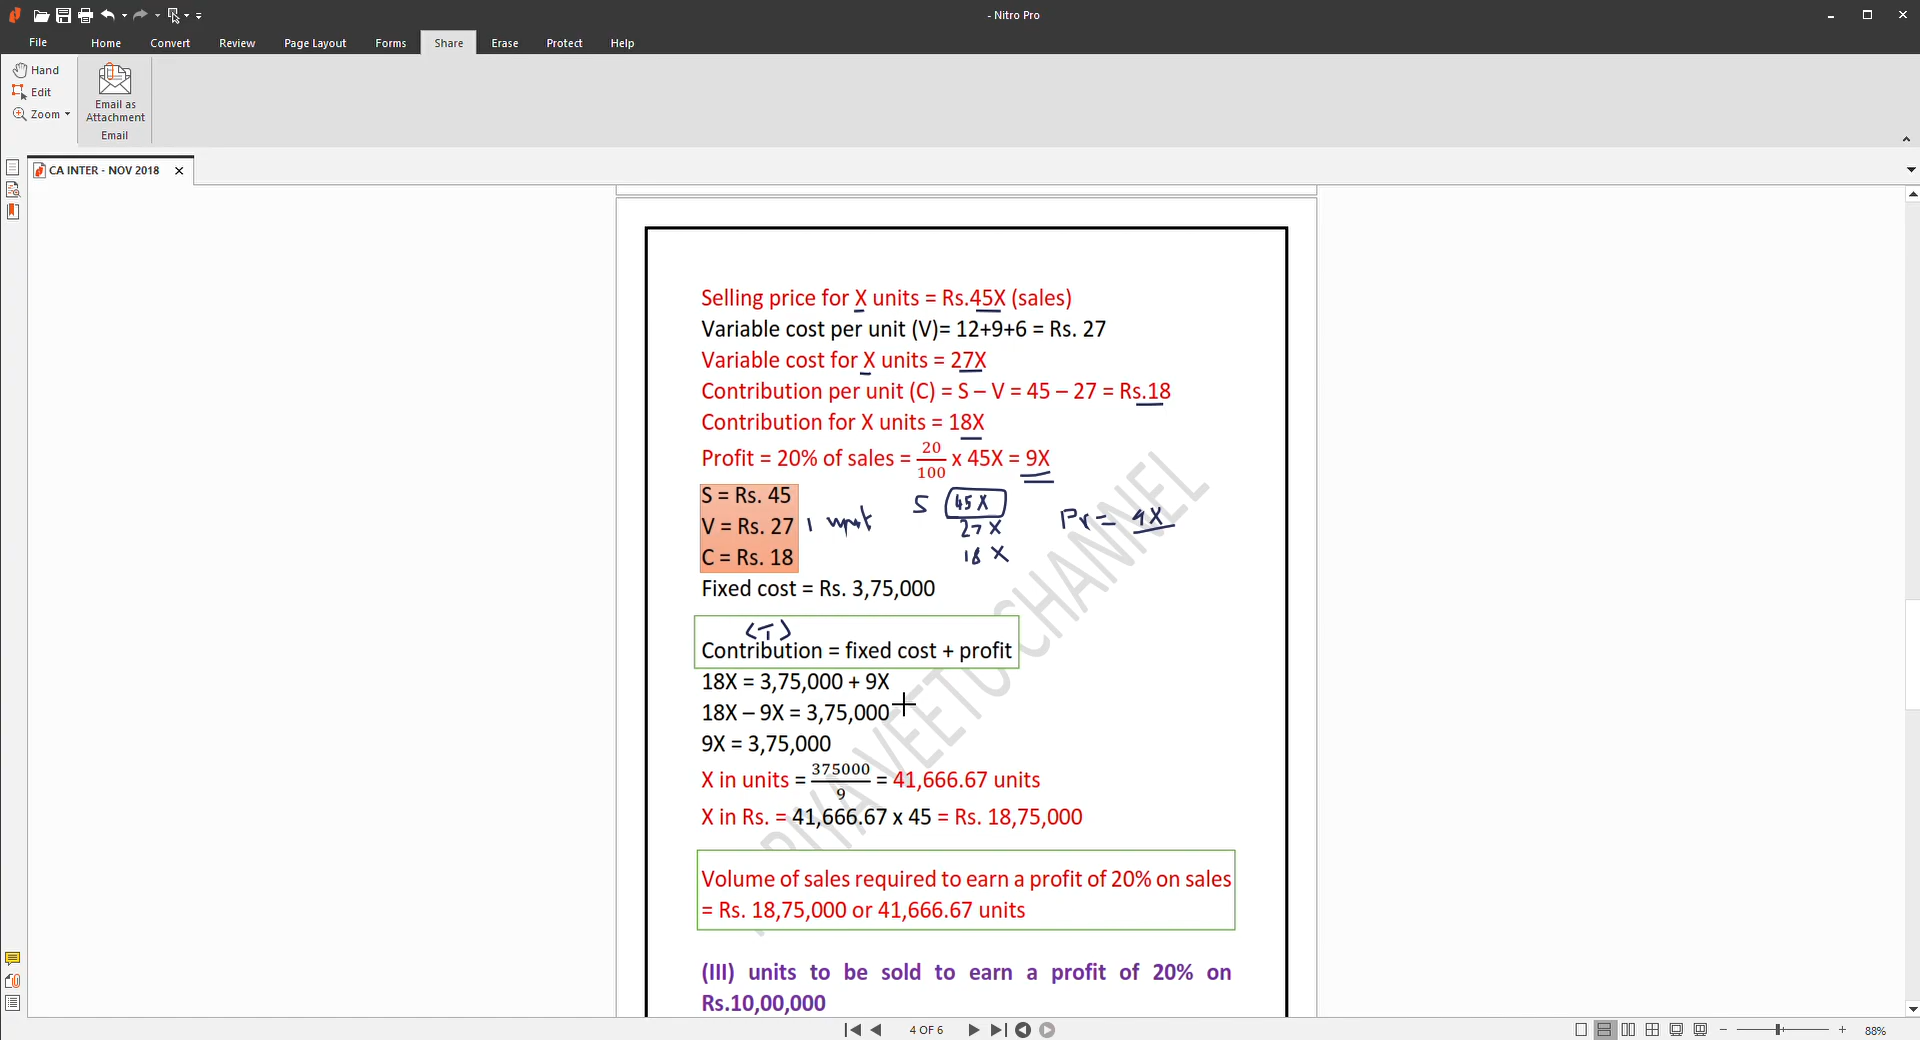 - Nitro Pro
File Home Convert Review Page Layout Forms Share Erase Protect Help
Hand
Edit
Zoom
Email as
Attachment
Email
CA INTER - NOV 2018
Selling price for X units = Rs.45X (sales)
Variable cost per unit (V)= 12+9+6 = Rs. 27
Variable cost for X units = 27X
Contribution per unit (C) = S – V = 45 – 27 = Rs.18
Contribution for X units = 18X
Profit = 20% of sales = 20/100 x 45X = 9X
S = Rs. 45
V = Rs. 27
C = Rs. 18
S 45X
27 X
18 X
Pr = 9X
Fixed cost = Rs. 3,75,000
(T)
Contribution = fixed cost + profit
18X = 3,75,000 + 9X
18X – 9X = 3,75,000
9X = 3,75,000
X in units = 375000/9 = 41,666.67 units
X in Rs. = 41,666.67 x 45 = Rs. 18,75,000
Volume of sales required to earn a profit of 20% on sales
= Rs. 18,75,000 or 41,666.67 units
(III) units to be sold to earn a profit of 20% on
Rs.10,00,000
RIYA VEETU CHANNEL
4 OF 6
88%